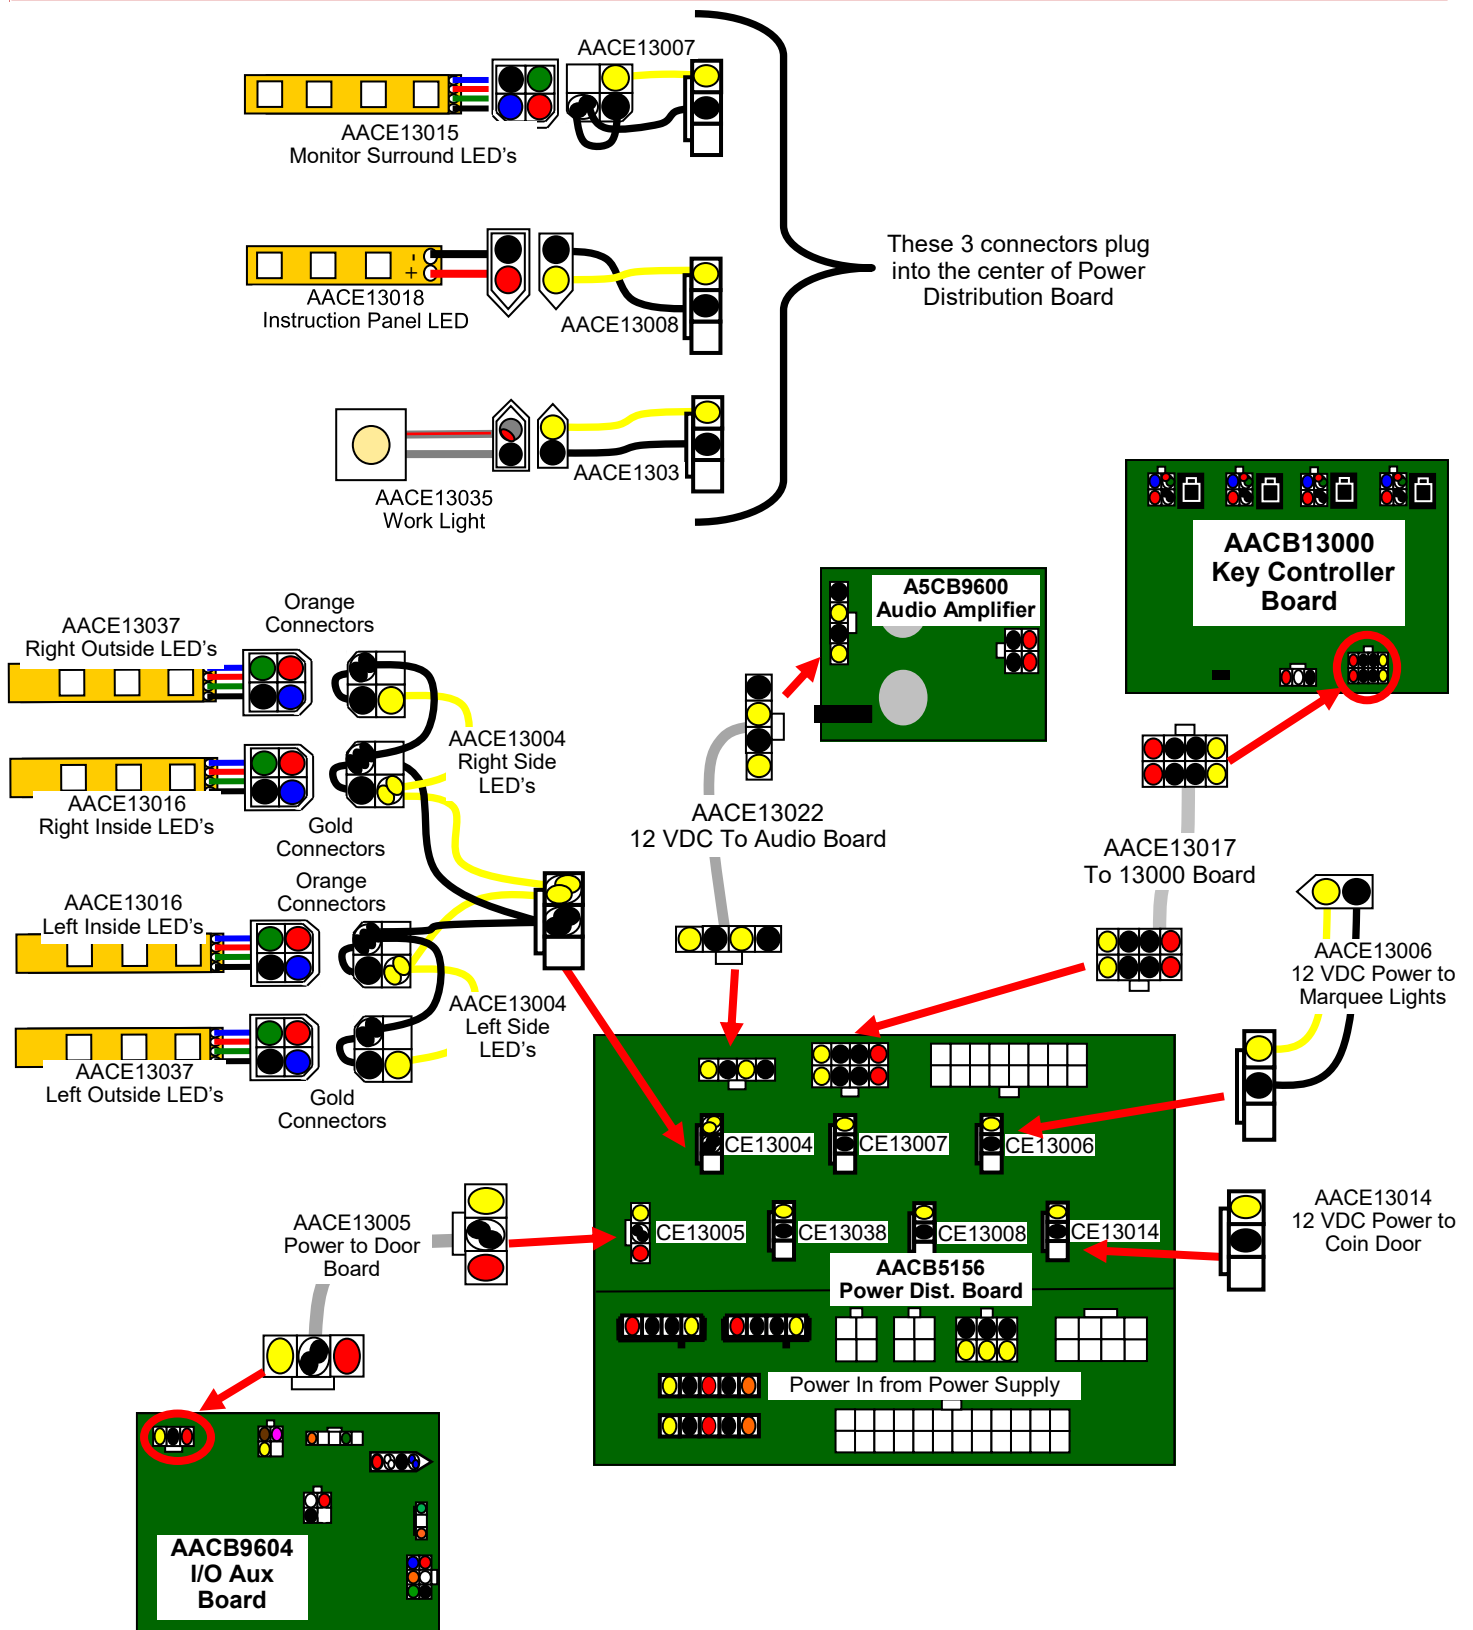 AACE13007
AACE13015
Monitor Surround LED's
-
+
AACE13018
Instruction Panel LED
AACE13008
These 3 connectors plug
into the center of Power
Distribution Board
AACE1303
AACE13035
Work Light
AACB13000
Key Controller
Board
A5CB9600
Audio Amplifier
Orange
Connectors
AACE13037
Right Outside LED's
AACE13004
Right Side
LED's
AACE13016
Right Inside LED's
Gold
Connectors
AACE13022
12 VDC To Audio Board
AACE13017
To 13000 Board
Orange
Connectors
AACE13016
Left Inside LED's
AACE13004
Left Side
LED's
AACE13037
Left Outside LED's
Gold
Connectors
AACE13006
12 VDC Power to
Marquee Lights
CE13004
CE13007
CE13006
AACE13005
Power to Door
Board
CE13005
CE13038
CE13008
CE13014
AACE13014
12 VDC Power to
Coin Door
AACB5156
Power Dist. Board
Power In from Power Supply
AACB9604
I/O Aux
Board